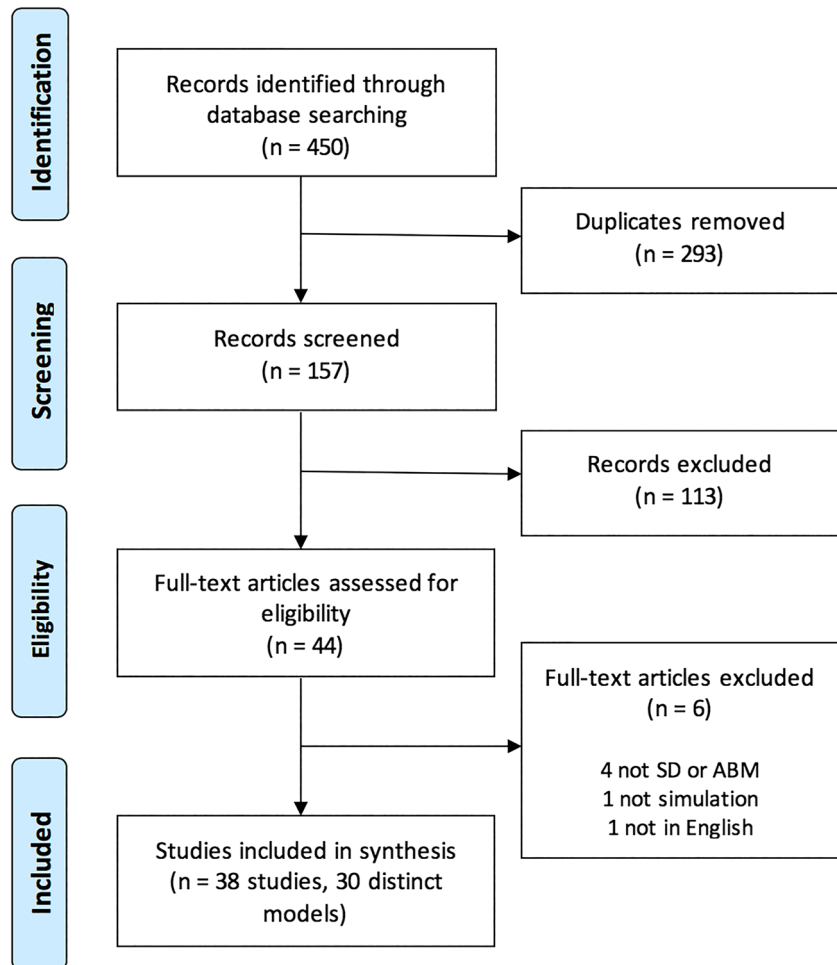 Identification
Records identified through
database searching
(n = 450)
Duplicates removed
(n = 293)
Screening
Records screened
(n = 157)
Records excluded
(n = 113)
Eligibility
Full-text articles assessed for
eligibility
(n = 44)
Full-text articles excluded
(n = 6)
4 not SD or ABM
1 not simulation
1 not in English
Included
Studies included in synthesis
(n = 38 studies, 30 distinct
models)